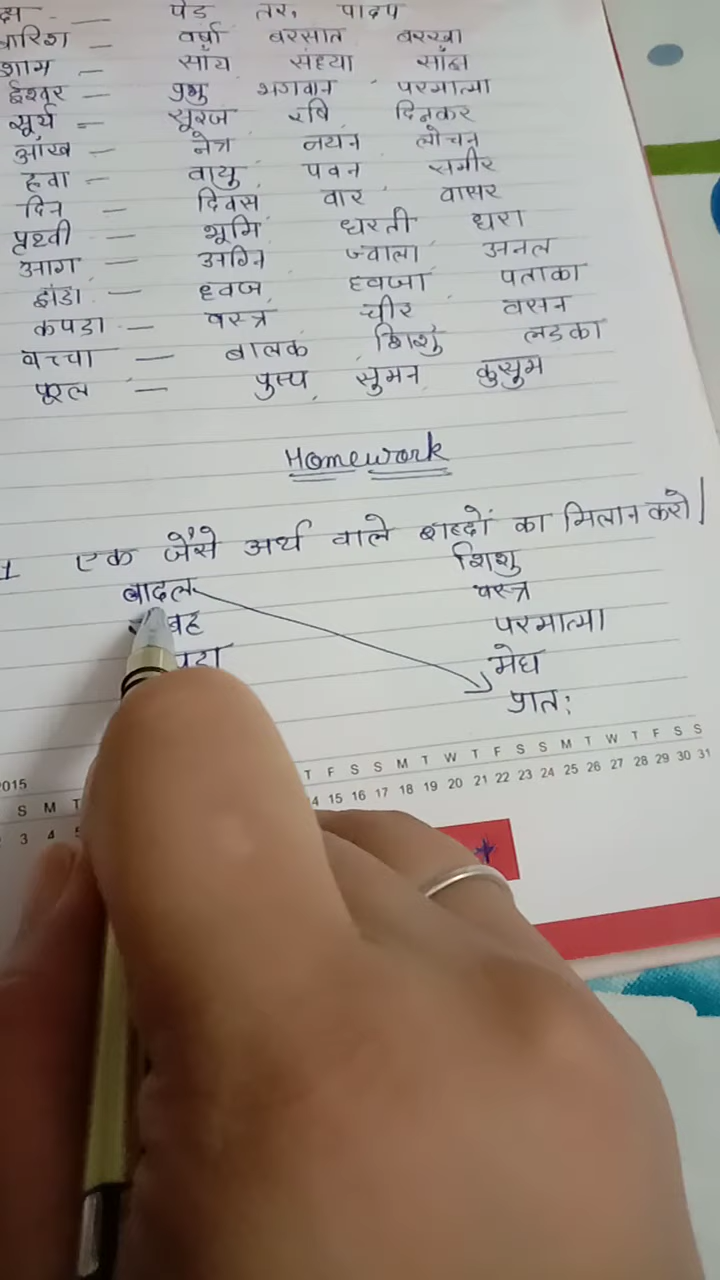 पेड़ तरु, पादप
बारिश — वर्षा बरसात बरखा
शाम — साँय संध्या साँझ
ईश्वर — प्रभु भगवान परमात्मा
सूर्य — सूरज रवि दिनकर
आँख — नेत्र नयन लोचन
हवा — वायु पवन समीर
दिन — दिवस वार वासर
पृथ्वी — भूमि धरती धरा
आग — अग्नि ज्वाला अनल
झंडा — ध्वज ध्वजा पताका
कपडा — वस्त्र चीर वसन
बच्चा — बालक शिशु लडका
फूल — पुष्प सुमन कुसुम
Homework
1 एक जैसे अर्थ वाले शब्दों का मिलान करो|
बादल शिशु
बह वस्त्र
पडा परमात्मा
मेघ
प्रात:
2015 T F S S M T W T F S S M T W T F S S
S M T 14 15 16 17 18 19 20 21 22 23 24 25 26 27 28 29 30 31
3 4 5